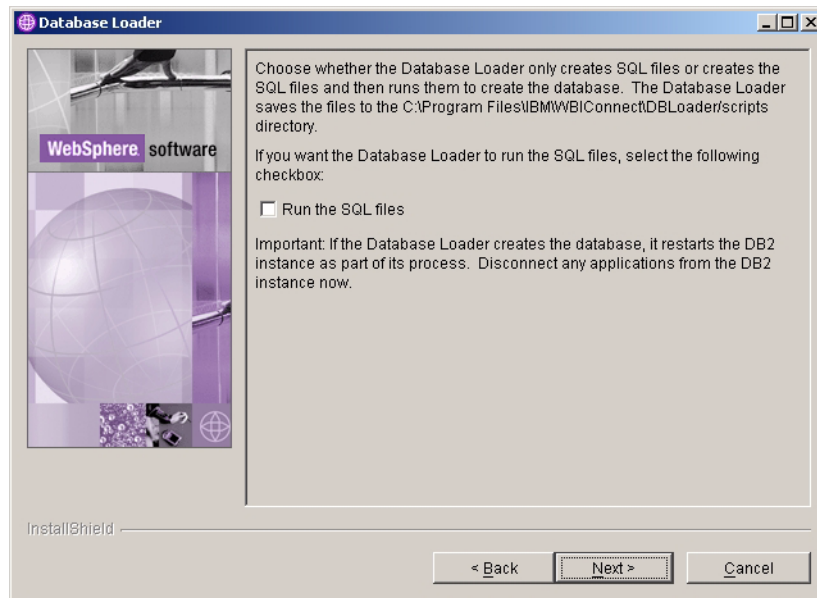 Database Loader
WebSphere. software
Choose whether the Database Loader only creates SQL files or creates the
SQL files and then runs them to create the database. The Database Loader
saves the files to the C:\Program Files\IBM\WBIConnect\DBLoader/scripts
directory.
If you want the Database Loader to run the SQL files, select the following
checkbox:
Run the SQL files
Important: If the Database Loader creates the database, it restarts the DB2
instance as part of its process. Disconnect any applications from the DB2
instance now.
InstallShield
< Back
Next >
Cancel